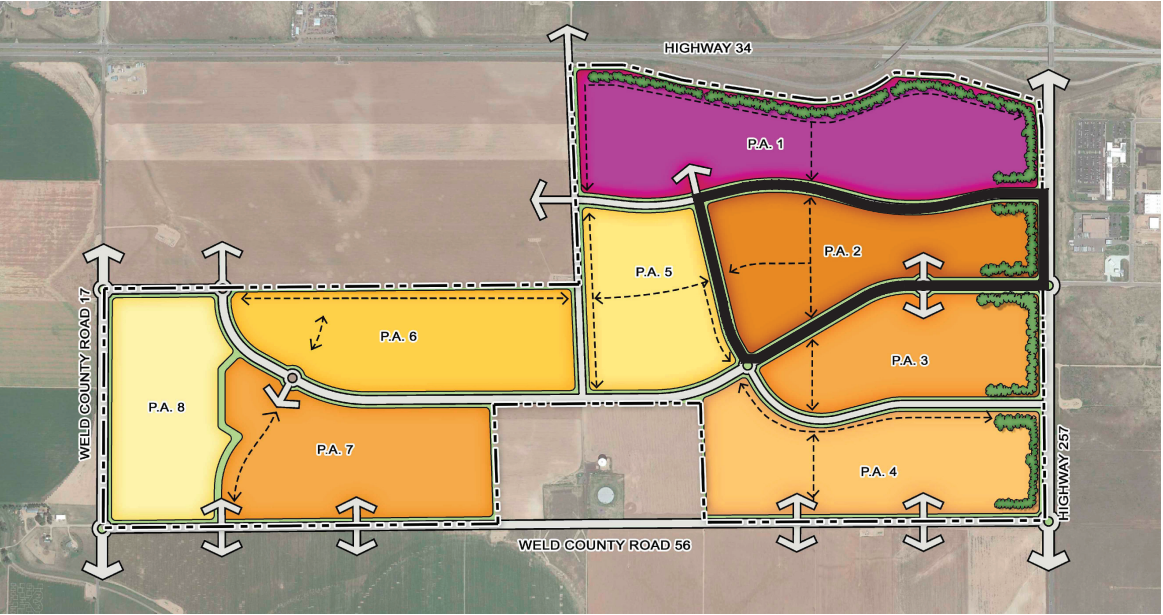 HIGHWAY 34
P.A. 1
P.A. 2
P.A. 5
P.A. 6
P.A. 3
P.A. 8
P.A. 7
P.A. 4
WELD COUNTY ROAD 17
HIGHWAY 257
WELD COUNTY ROAD 56